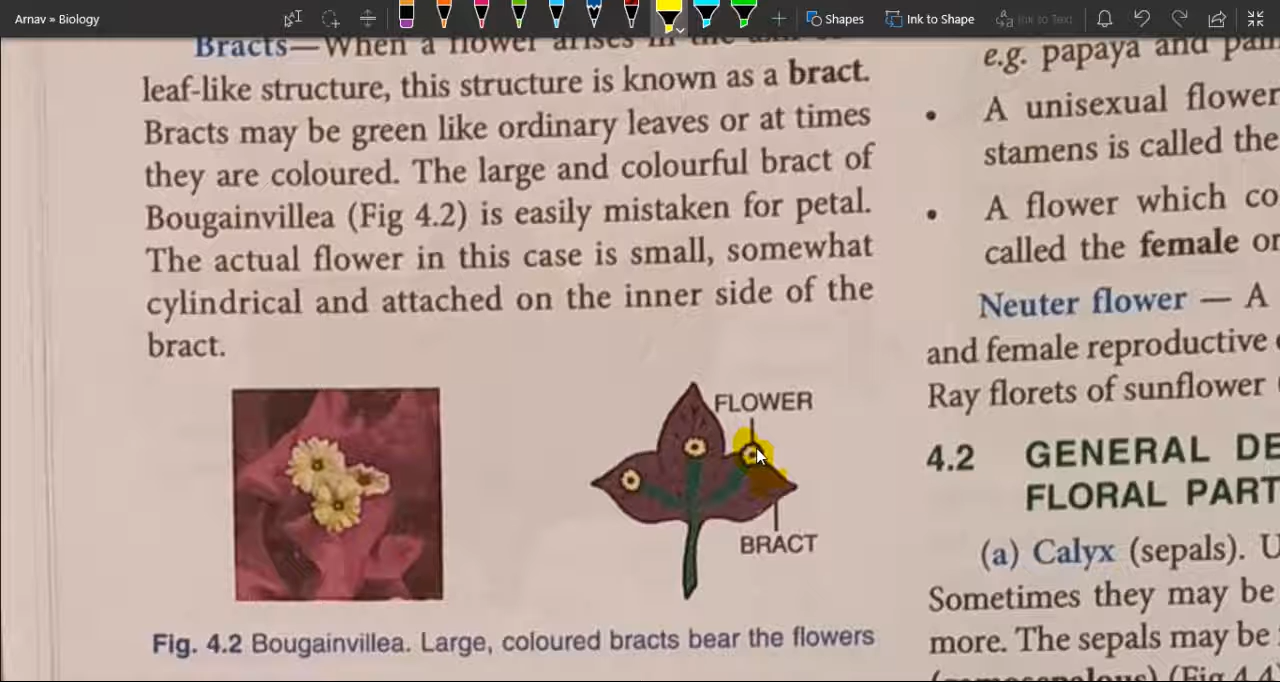 Arnav » Biology
Shapes
Ink to Shape
Ink to Text
Bracts—When a flower arises in the
leaf-like structure, this structure is known as a bract.
Bracts may be green like ordinary leaves or at times
they are coloured. The large and colourful bract of
Bougainvillea (Fig 4.2) is easily mistaken for petal.
The actual flower in this case is small, somewhat
cylindrical and attached on the inner side of the
bract.
FLOWER
BRACT
Fig. 4.2 Bougainvillea. Large, coloured bracts bear the flowers
e.g. papaya and
• A unisexual flower
stamens is called the
• A flower which co
called the female or
Neuter flower — A
and female reproductive
Ray florets of sunflower
4.2 GENERAL DE
FLORAL PART
(a) Calyx (sepals). U
Sometimes they may be
more. The sepals may be